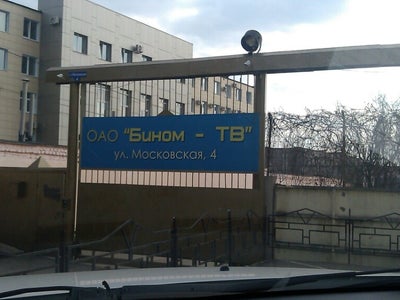 ОАО "Бином - ТВ"
ул. Московская, 4